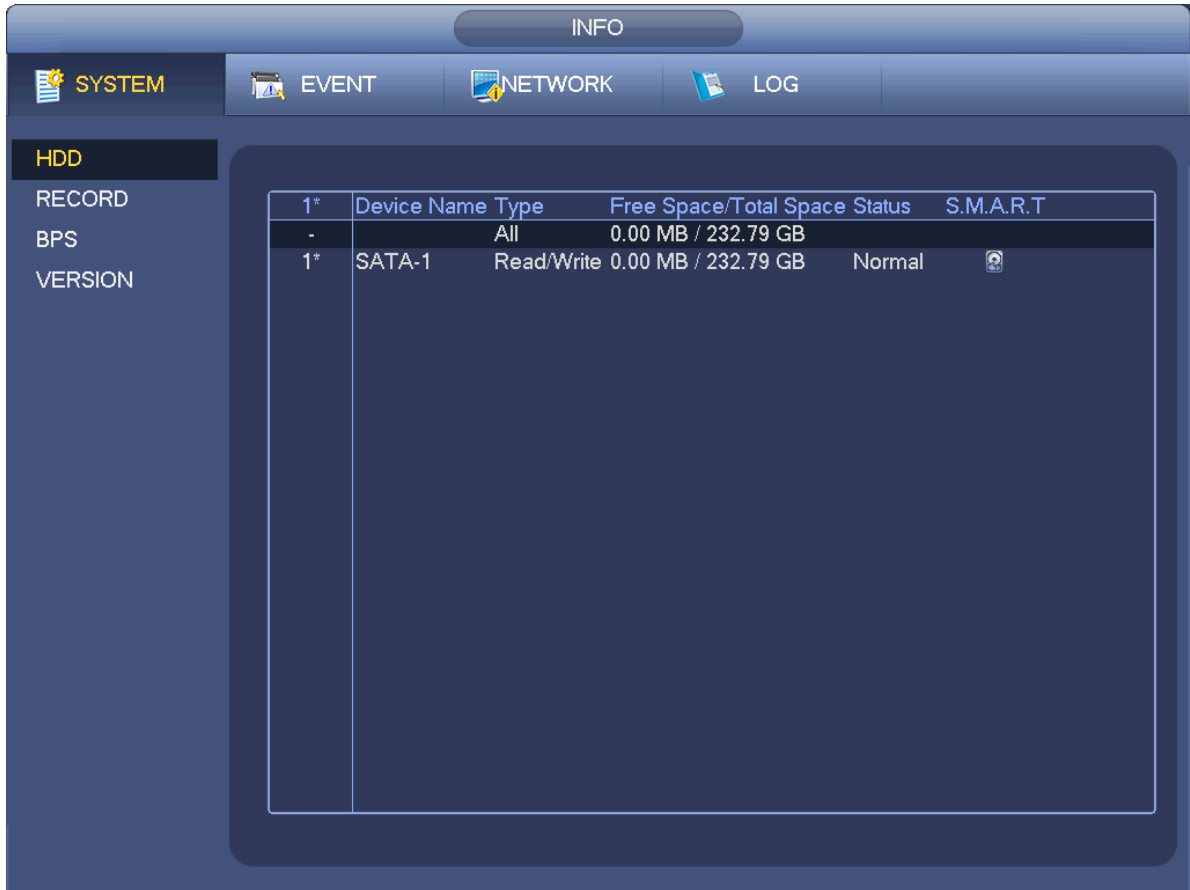 INFO
SYSTEM EVENT NETWORK LOG
HDD
RECORD
BPS
VERSION
1* Device Name Type Free Space/Total Space Status S.M.A.R.T
- All 0.00 MB / 232.79 GB
1* SATA-1 Read/Write 0.00 MB / 232.79 GB Normal